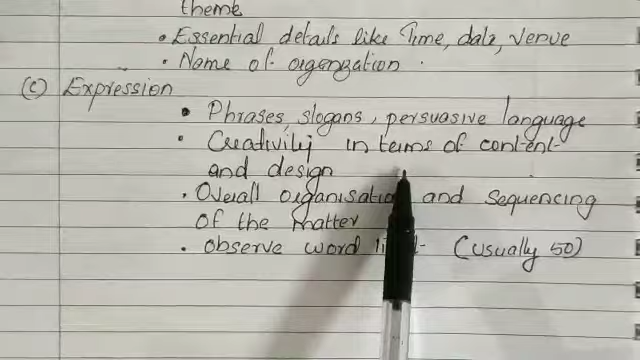 theme
• Essential details like Time, date, venue
• Name of organization.
(c) Expression
• Phrases, slogans, persuasive language
• Creativity in terms of content
and design
• Overall organisation and sequencing
of the matter
• Observe word limit (usually 50)